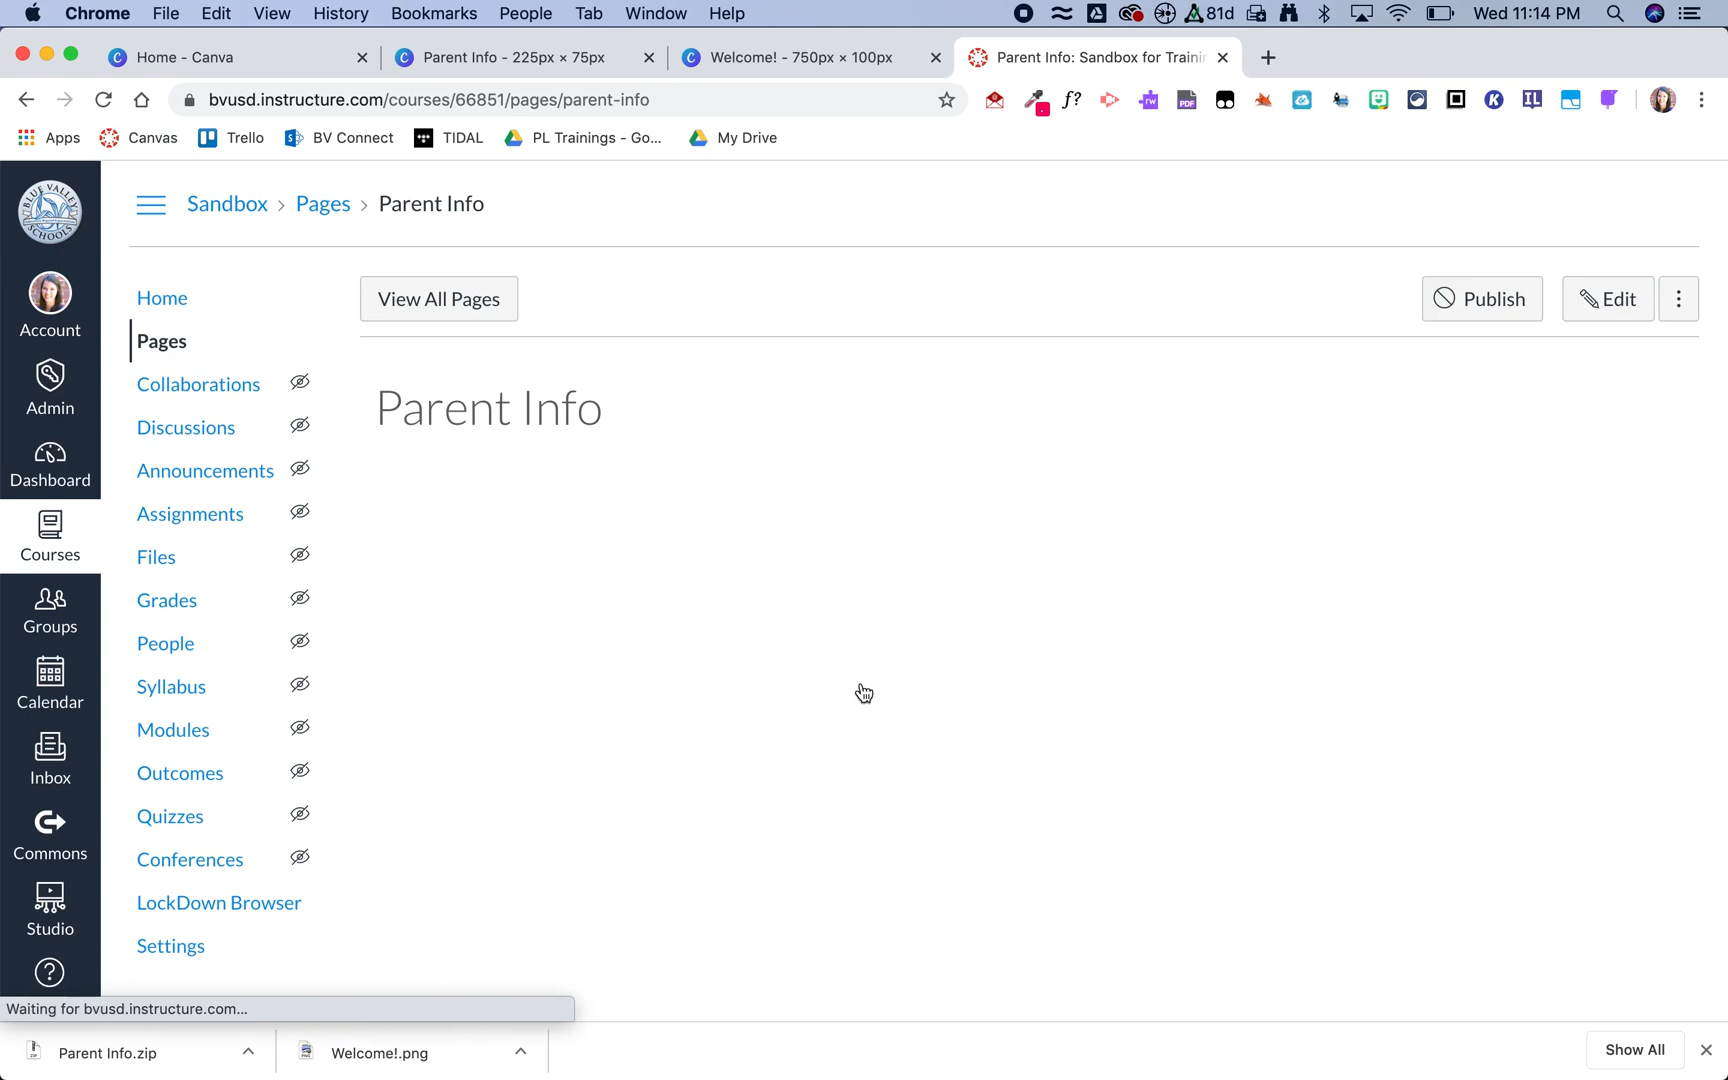 Chrome File Edit View History Bookmarks People Tab Window Help 81d Wed 11:14 PM
Home - Canva Parent Info - 225px × 75px Welcome! - 750px × 100px Parent Info: Sandbox for Traini
bvusd.instructure.com/courses/66851/pages/parent-info
Apps Canvas Trello BV Connect TIDAL PL Trainings - Go... My Drive
BLUE VALLEY SCHOOLS
Sandbox > Pages > Parent Info
Home
View All Pages
Publish
Edit
Pages
Account
Collaborations
Parent Info
Admin
Discussions
Announcements
Dashboard
Assignments
Courses
Files
Grades
Groups
People
Syllabus
Calendar
Modules
Inbox
Outcomes
Quizzes
Commons
Conferences
LockDown Browser
Studio
Settings
Waiting for bvusd.instructure.com...
Parent Info.zip Welcome!.png Show All